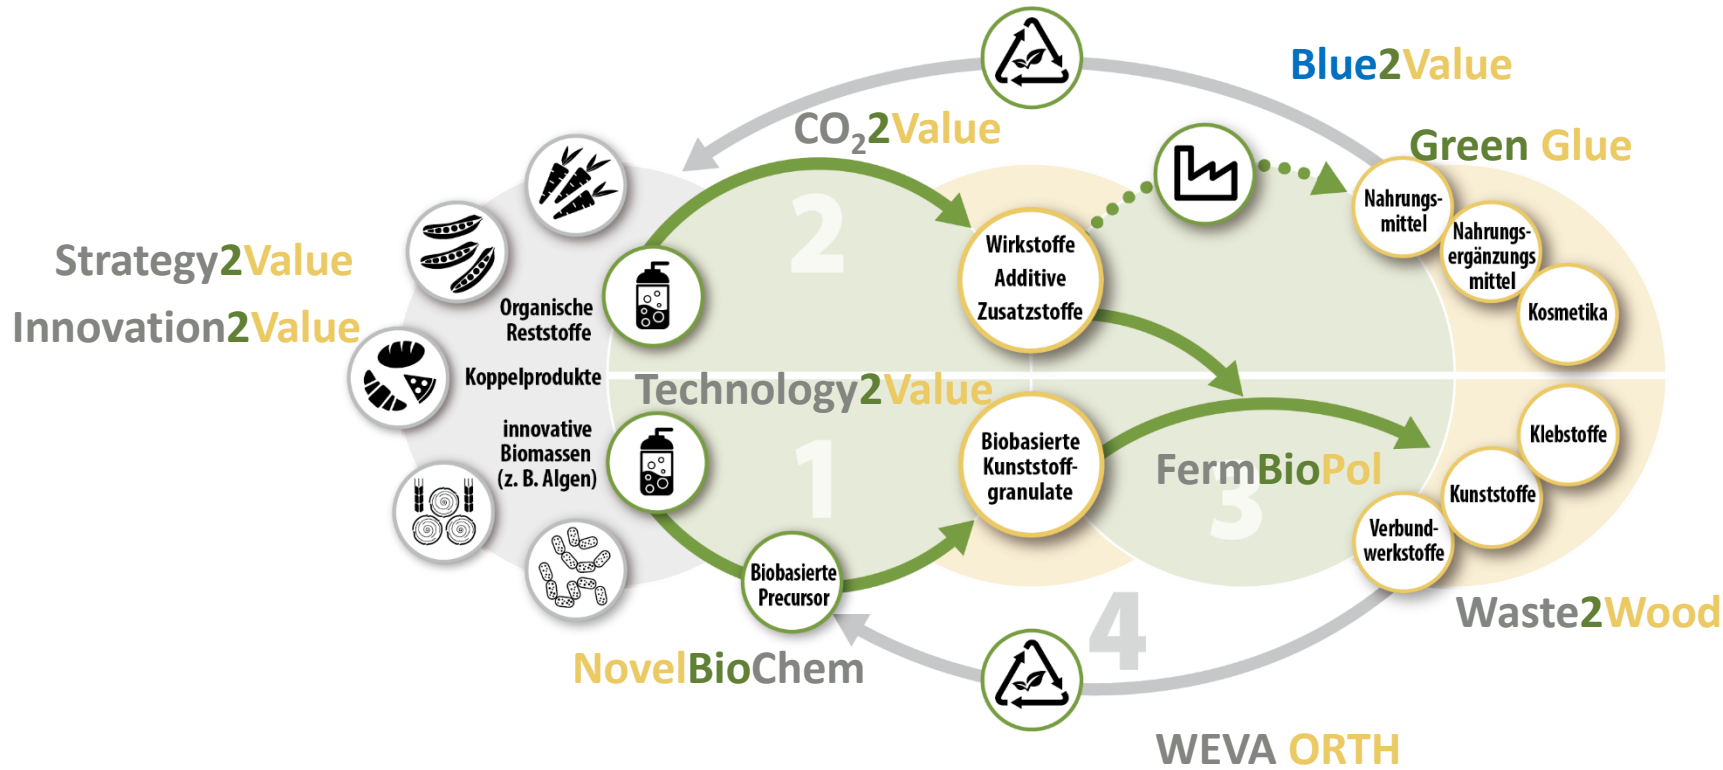 Blue2Value
CO₂2Value
Green Glue
2
Nahrungs-
mittel
Wirkstoffe
Additive
Zusatzstoffe
Nahrungs-
ergänzungs
mittel
Kosmetika
Strategy2Value
Innovation2Value
Organische
Reststoffe
Koppelprodukte
innovative
Biomassen
(z. B. Algen)
Technology2Value
1
Biobasierte
Kunststoff-
granulate
FermBioPol
3
Klebstoffe
Kunststoffe
Verbund-
werkstoffe
Biobasierte
Precursor
4
Waste2Wood
NovelBioChem
WEVA ORTH